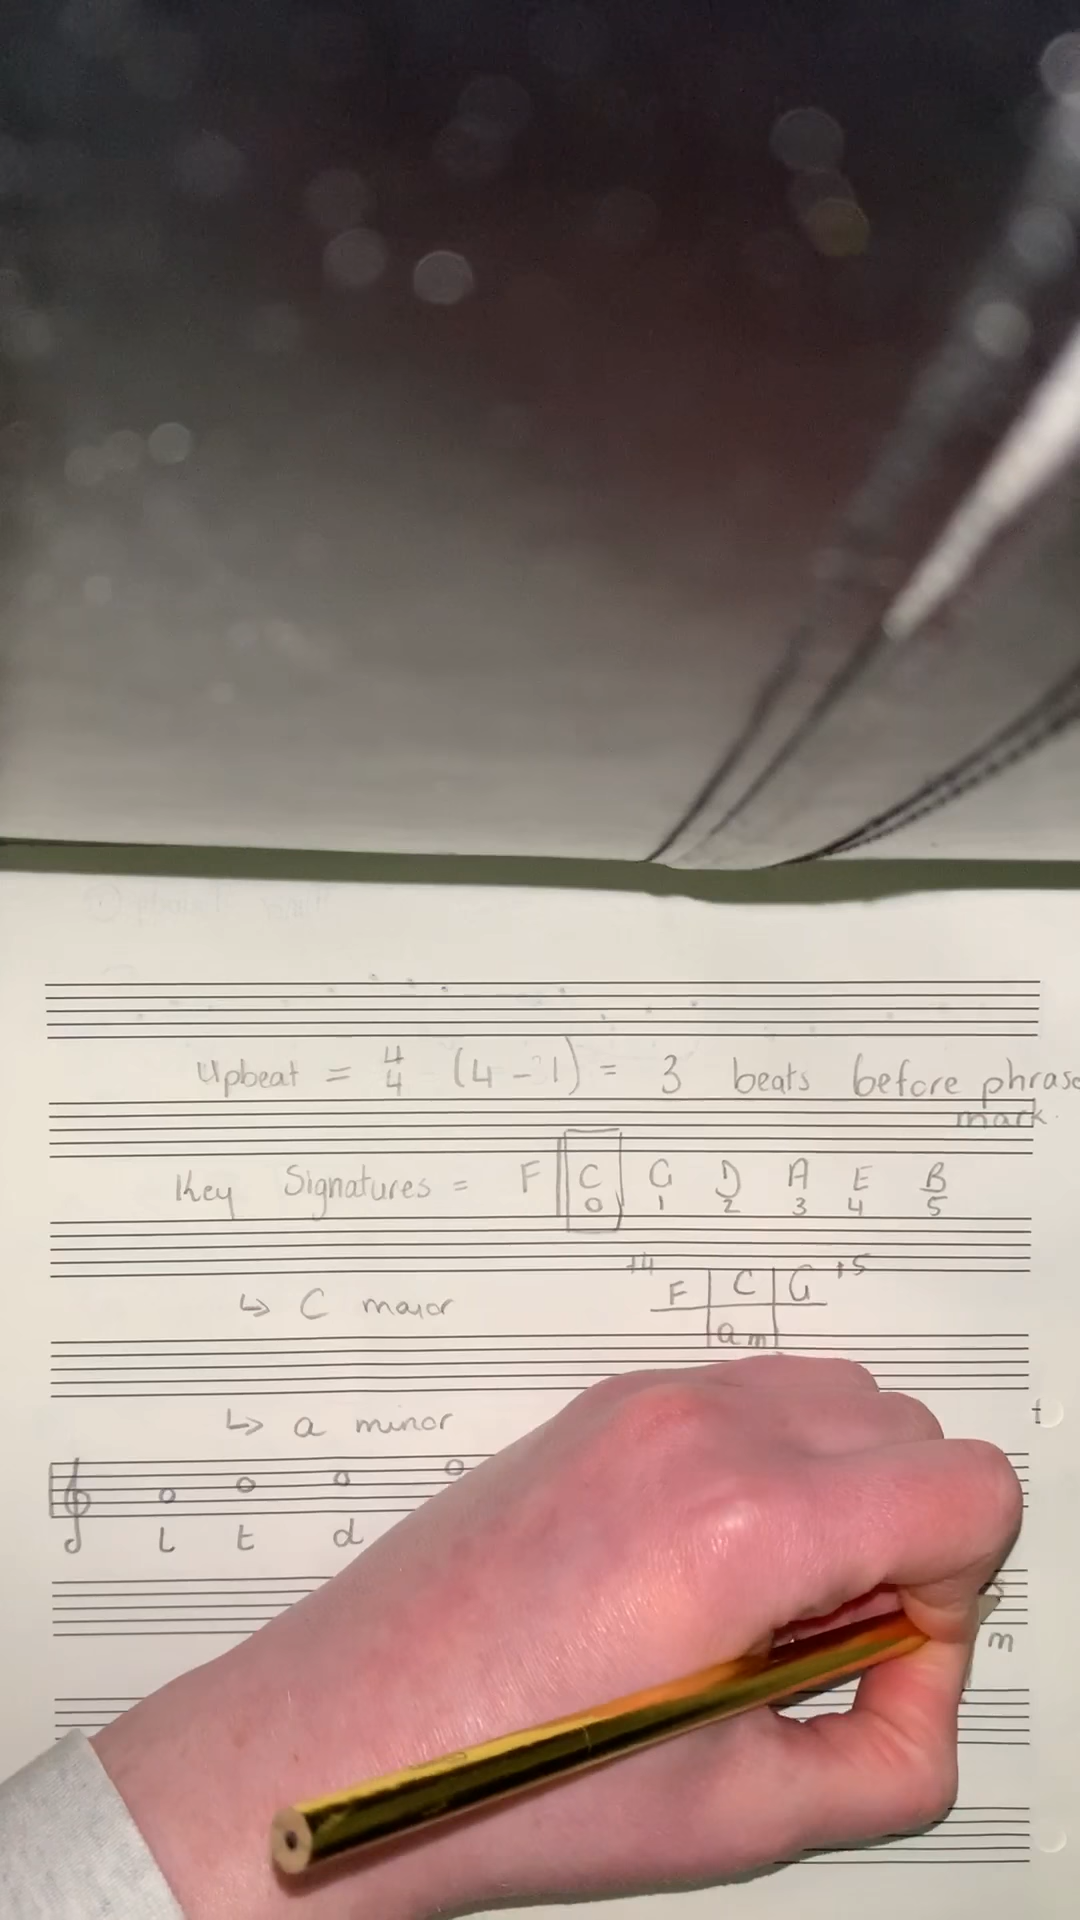 Upbeat = 4/4 (4-1) = 3 beats before phrase
mark.
Key Signatures = F C G D A E B
0 1 2 3 4 5
+4 F C G +5
↳ C major
am
t
↳ a minor
L t d
m